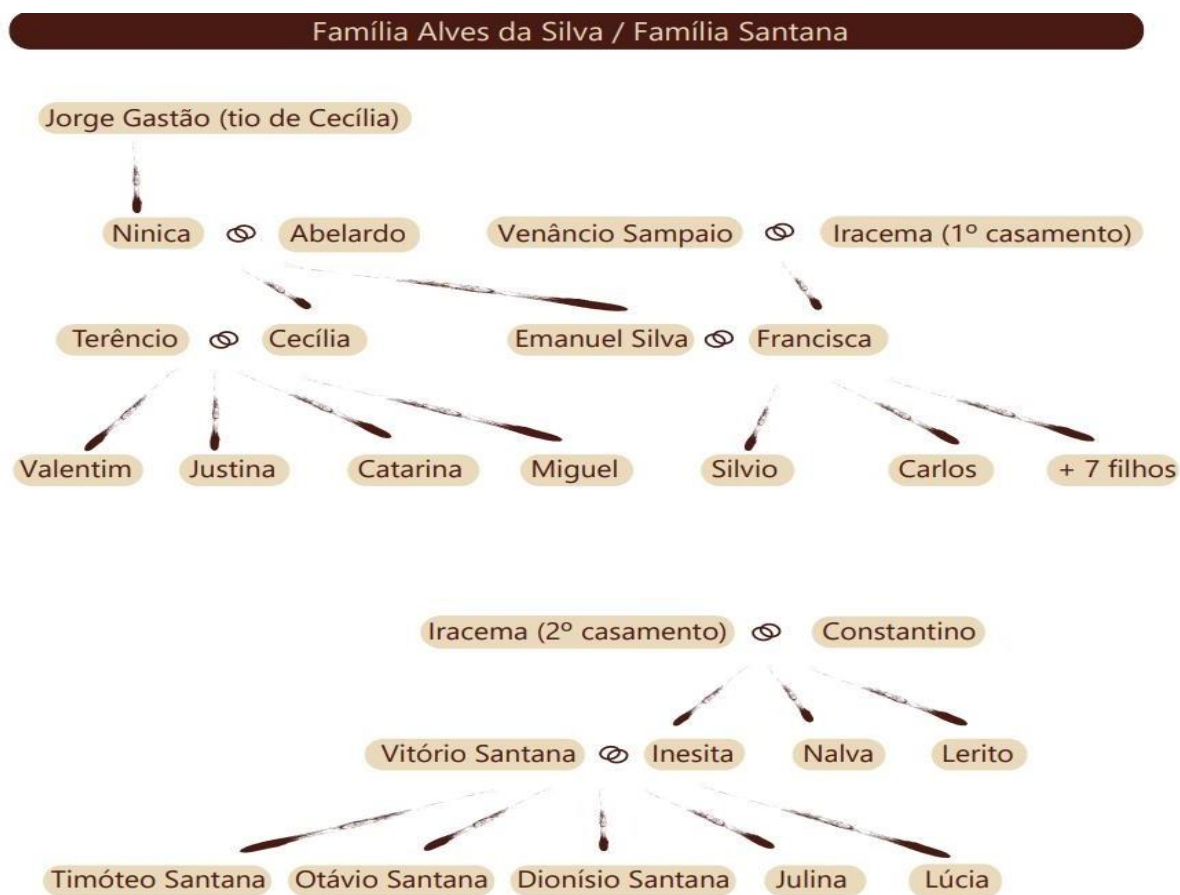 Família Alves da Silva / Família Santana
Jorge Gastão (tio de Cecília)
Ninica Abelardo Venâncio Sampaio Iracema (1º casamento)
Terêncio Cecília Emanuel Silva Francisca
Valentim Justina Catarina Miguel Silvio Carlos + 7 filhos
Iracema (2º casamento) Constantino
Vitório Santana Inesita Nalva Lerito
Timóteo Santana Otávio Santana Dionísio Santana Julina Lúcia